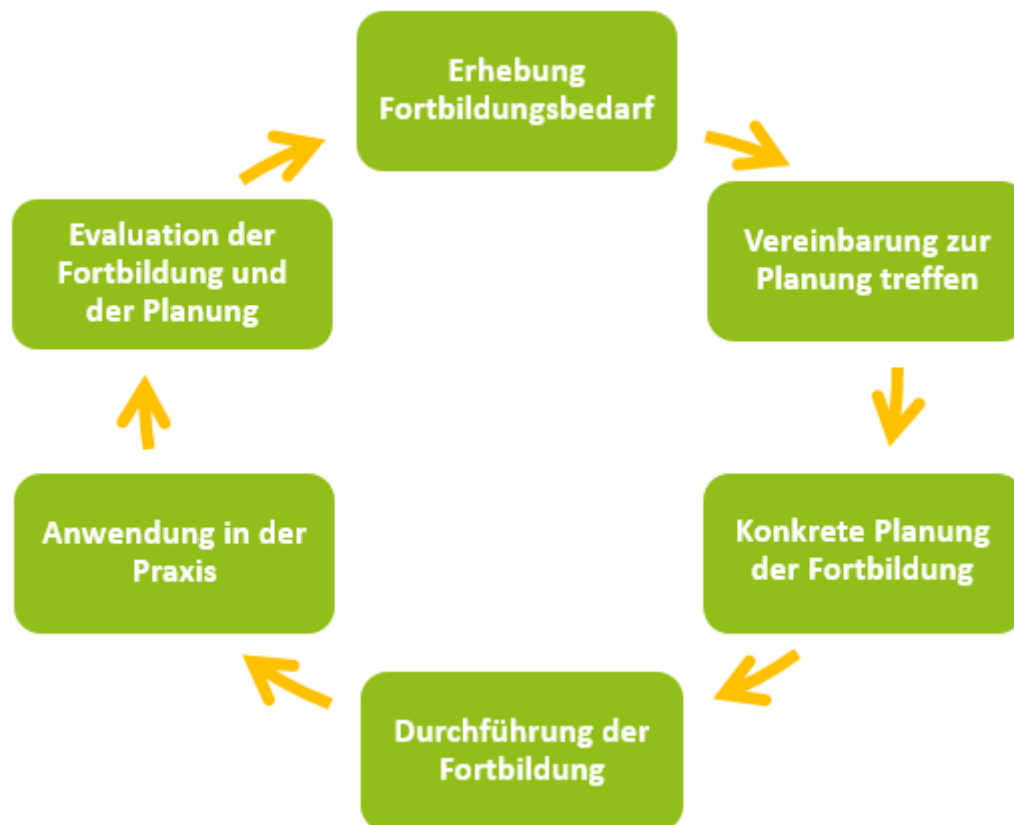 Erhebung
Fortbildungsbedarf
Vereinbarung zur
Planung treffen
Konkrete Planung
der Fortbildung
Durchführung der
Fortbildung
Anwendung in der
Praxis
Evaluation der
Fortbildung und
der Planung